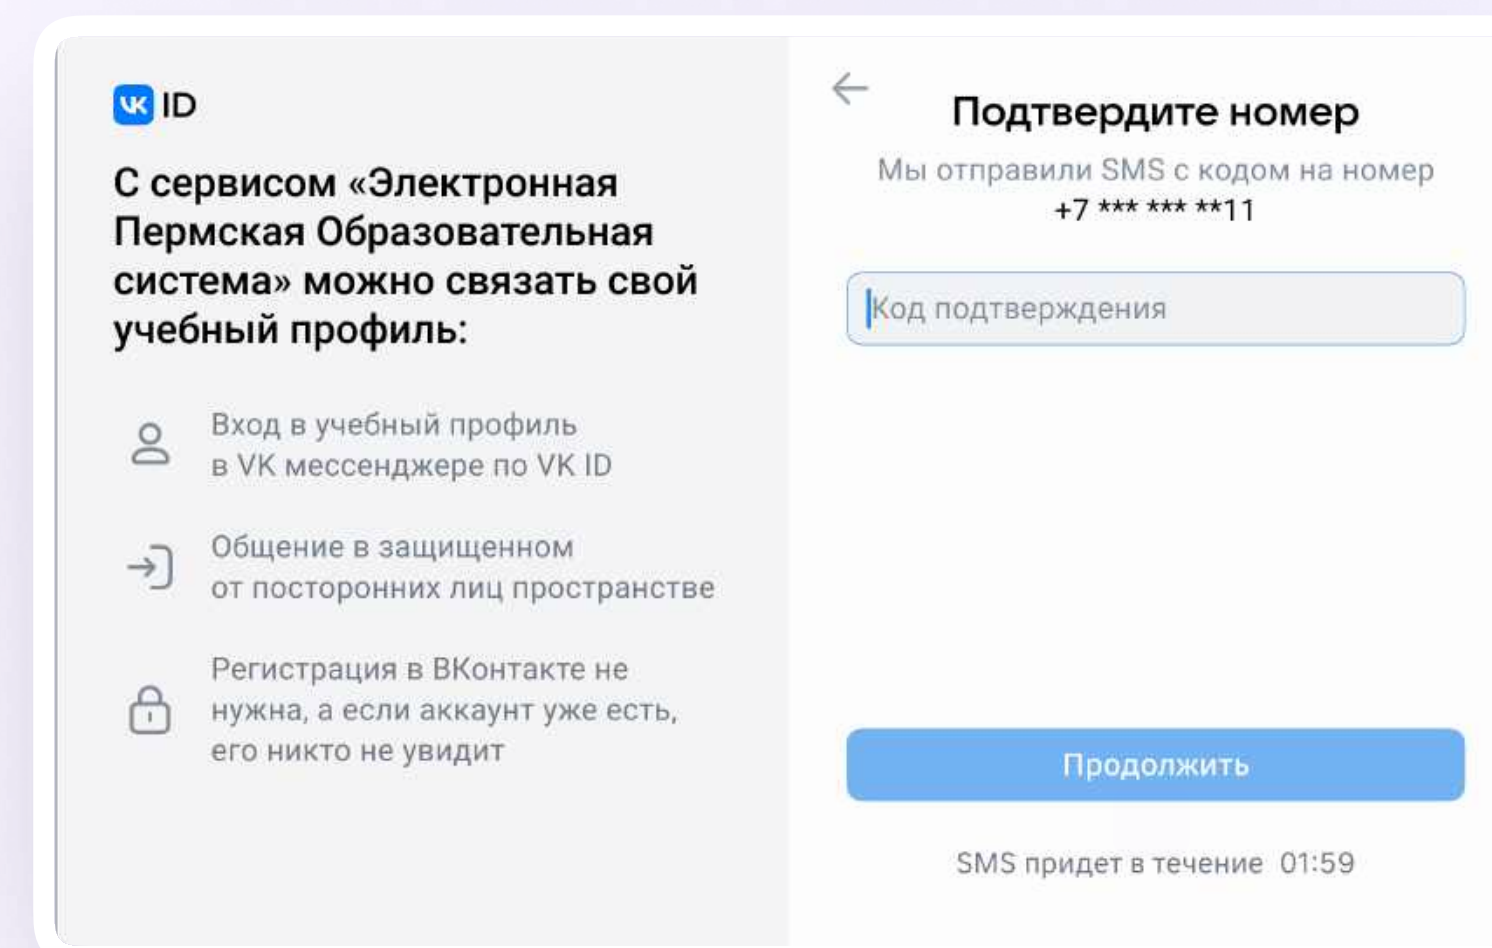 VK ID
С сервисом «Электронная
Пермская Образовательная
система» можно связать свой
учебный профиль:
Вход в учебный профиль
в VK мессенджере по VK ID
Общение в защищенном
от посторонних лиц пространстве
Регистрация в ВКонтакте не
нужна, а если аккаунт уже есть,
его никто не увидит
Подтвердите номер
Мы отправили SMS с кодом на номер
+7 *** *** **11
Код подтверждения
Продолжить
SMS придет в течение 01:59